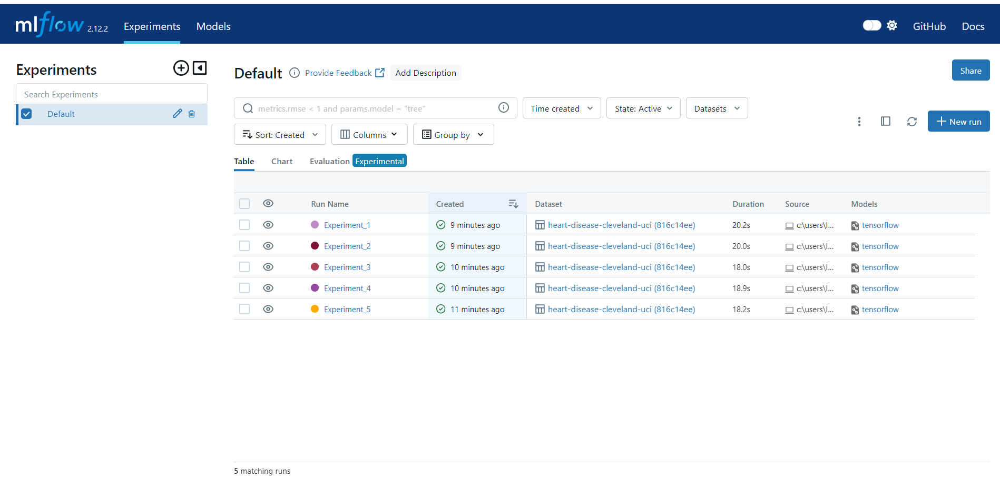 mlflow 2.12.2 Experiments Models GitHub Docs
Experiments
Search Experiments
Default
Default Provide Feedback Add Description Share
metrics.rmse < 1 and params.model = "tree" Time created State: Active Datasets
New run
Sort: Created Columns Group by
Table Chart Evaluation Experimental
Run Name Created Dataset Duration Source Models
Experiment_1 9 minutes ago heart-disease-cleveland-uci (816c14ee) 20.2s c:\users\l... tensorflow
Experiment_2 9 minutes ago heart-disease-cleveland-uci (816c14ee) 20.0s c:\users\l... tensorflow
Experiment_3 10 minutes ago heart-disease-cleveland-uci (816c14ee) 18.0s c:\users\l... tensorflow
Experiment_4 10 minutes ago heart-disease-cleveland-uci (816c14ee) 18.9s c:\users\l... tensorflow
Experiment_5 11 minutes ago heart-disease-cleveland-uci (816c14ee) 18.2s c:\users\l... tensorflow
5 matching runs